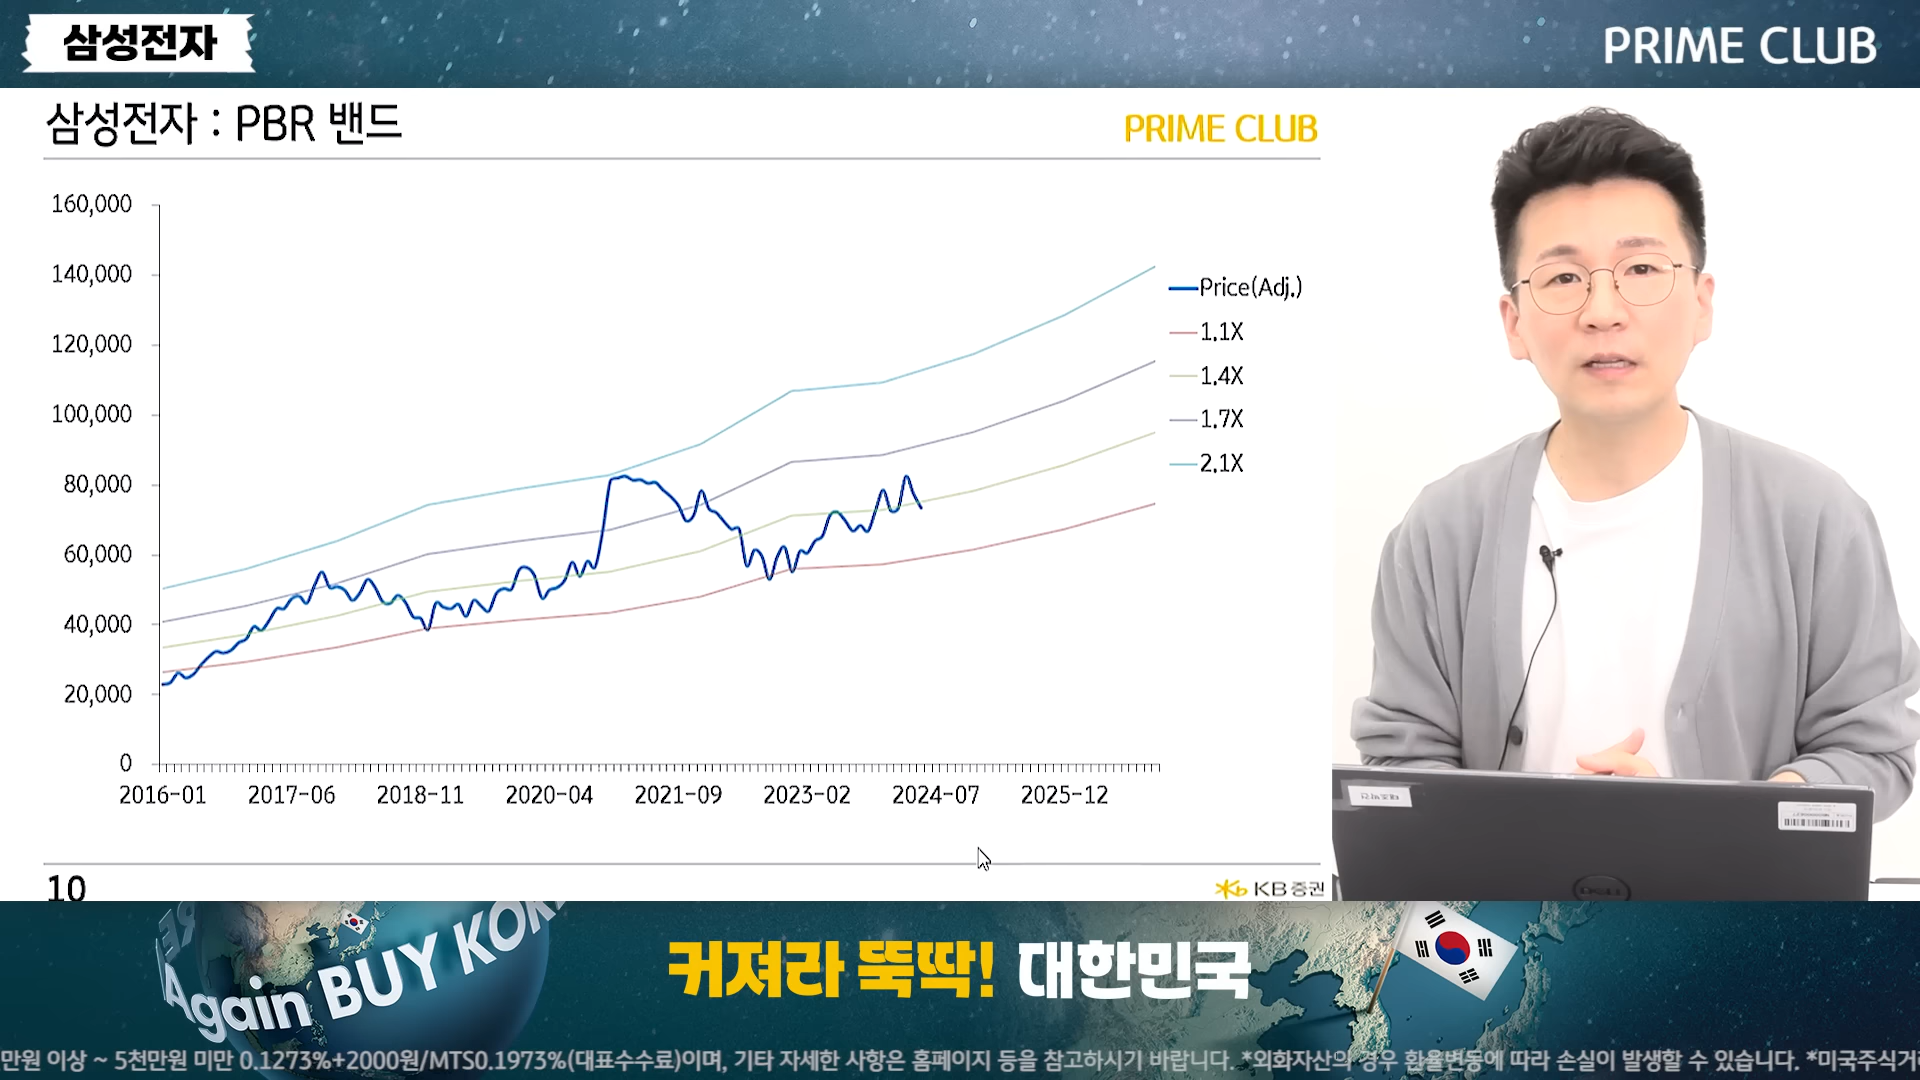 삼성전자
PRIME CLUB
삼성전자 : PBR 밴드
PRIME CLUB
160,000
140,000
120,000
100,000
80,000
60,000
40,000
20,000
0
2016-01
2017-06
2018-11
2020-04
2021-09
2023-02
2024-07
2025-12
Price(Adj.)
1.1X
1.4X
1.7X
2.1X
10
KB증권
DELL
Again BUY KOR
커져라 뚝딱! 대한민국
만원 이상 ~ 5천만원 미만 0.1273%+2000원/MTS0.1973%(대표수수료)이며, 기타 자세한 사항은 홈페이지 등을 참고하시기 바랍니다. *외화자산의 경우 환율변동에 따라 손실이 발생할 수 있습니다. *미국주식거